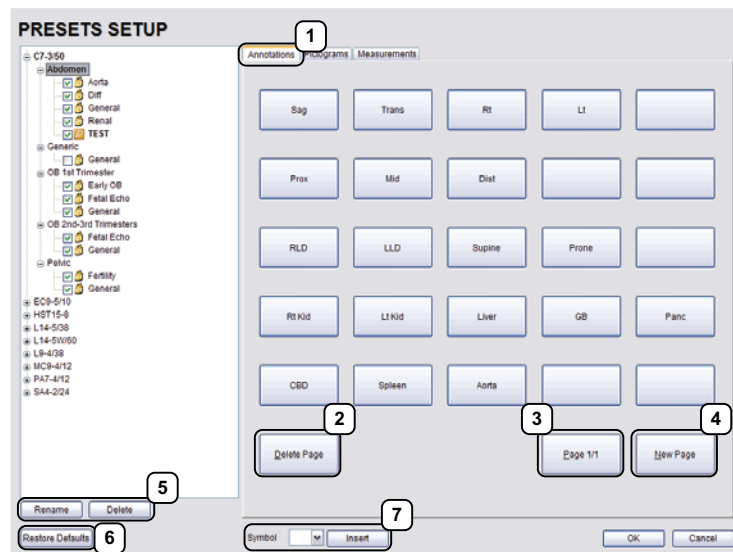 PRESETS SETUP
1
C7-3/50
Abdomen
Aorta
Diff
General
Renal
TEST
Generic
General
OB 1st Trimester
Early OB
Fetal Echo
General
OB 2nd-3rd Trimesters
Fetal Echo
General
Pelvic
Fertility
General
EC9-5/10
HST15-8
L14-5/38
L14-5W/60
L9-4/38
MC9-4/12
PA7-4/12
SA4-2/24
Annotations Pictograms Measurements
Sag Trans Rt Lt
Prox Mid Dist
RLD LLD Supine Prone
Rt Kid Lt Kid Liver GB Panc
CBD Spleen Aorta
2 3 4
Delete Page Page 1/1 New Page
5
Rename Delete
7
Restore Defaults 6 Symbol Insert OK Cancel